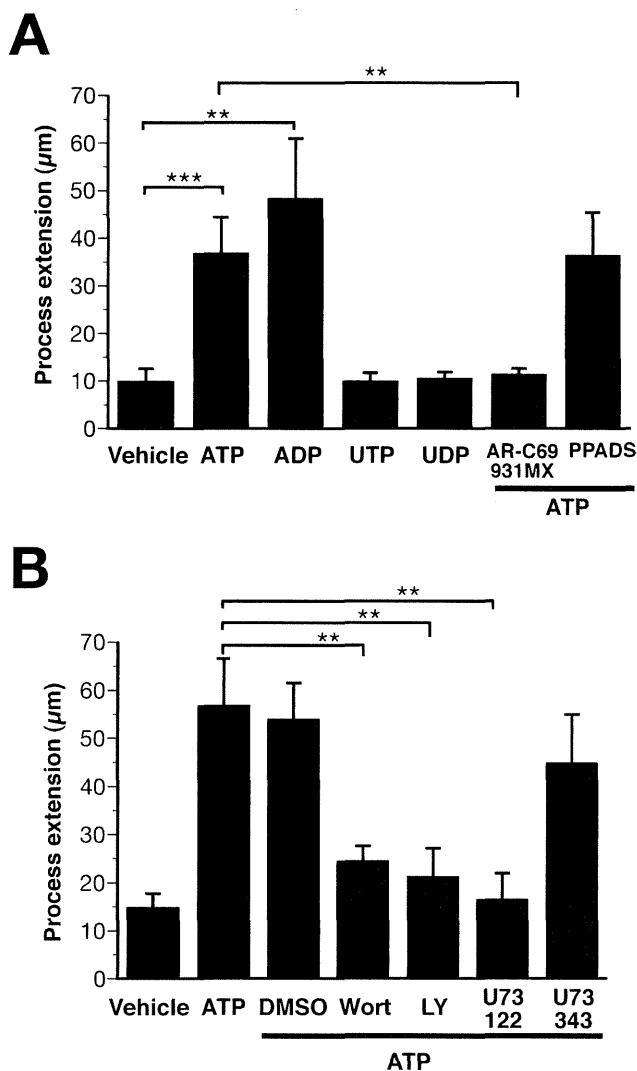 A
**
**
***
Process extension (µm)
70
60
50
40
30
20
10
0
Vehicle ATP ADP UTP UDP AR-C69 931MX PPADS
ATP
B
**
**
**
Process extension (µm)
70
60
50
40
30
20
10
0
Vehicle ATP DMSO Wort LY U73 122 U73 343
ATP